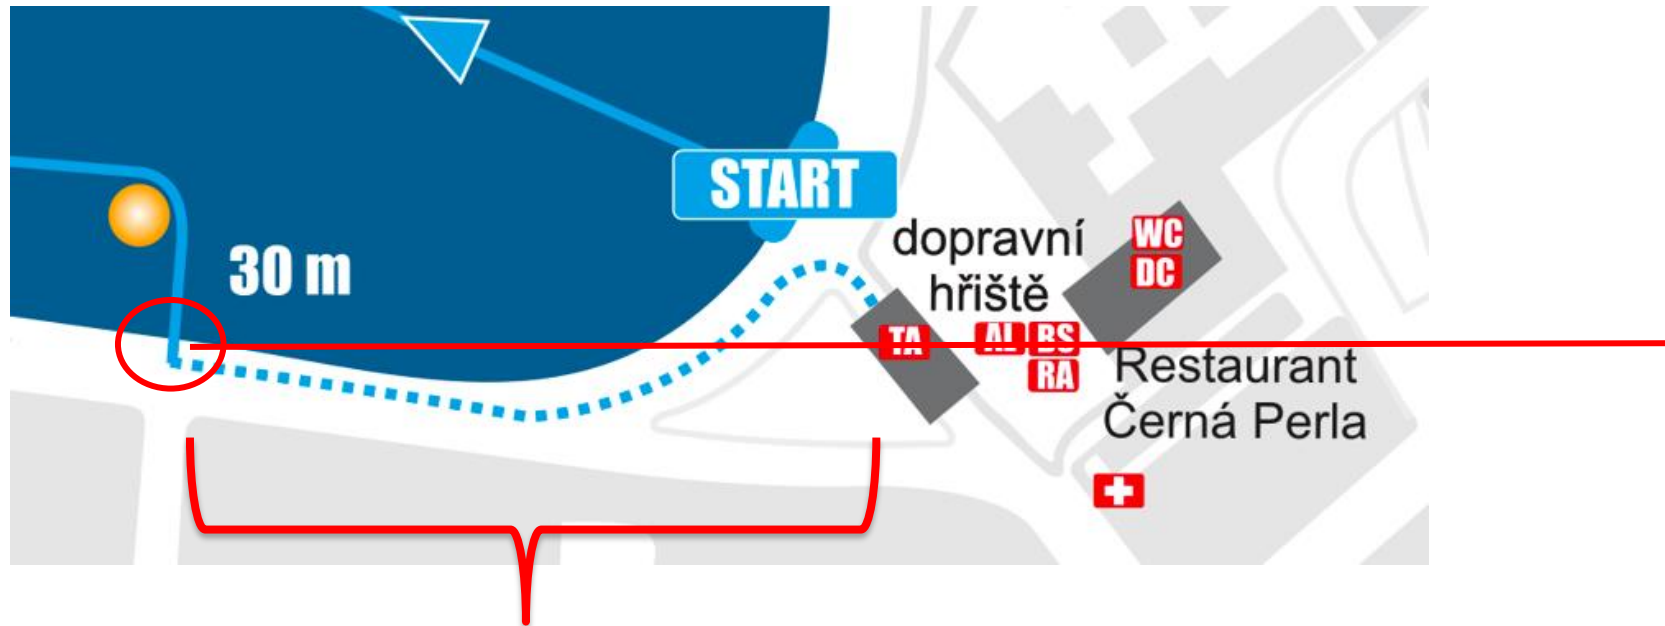 START
30 m
dopravní
hřiště
WC
DC
TA
AL BS
RA
Restaurant
Černá Perla